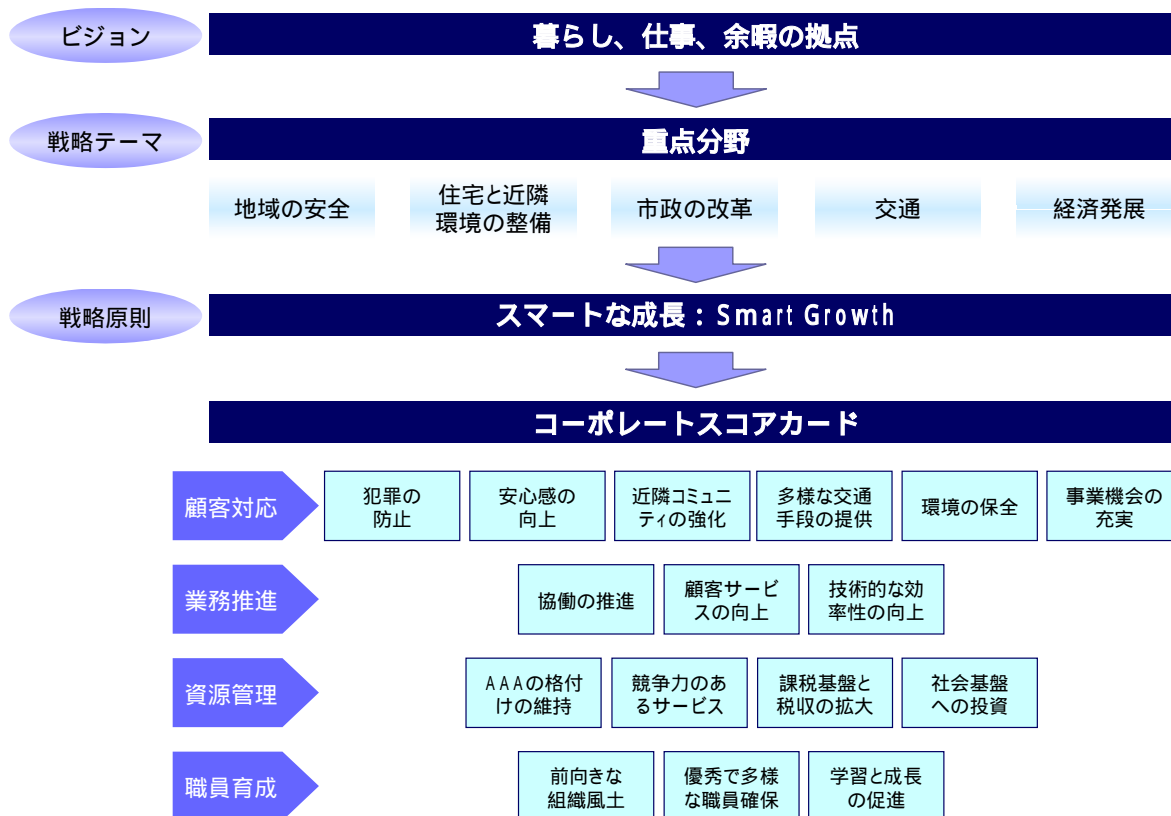 ビジョン
暮らし、仕事、余暇の拠点
戦略テーマ
重点分野
地域の安全
住宅と近隣
環境の整備
市政の改革
交通
経済発展
戦略原則
スマートな成長：Smart Growth
コーポレートスコアカード
顧客対応
犯罪の
防止
安心感の
向上
近隣コミュニ
ティの強化
多様な交通
手段の提供
環境の保全
事業機会の
充実
業務推進
協働の推進
顧客サービ
スの向上
技術的な効
率性の向上
資源管理
AAAの格付
けの維持
競争力のあ
るサービス
課税基盤と
税収の拡大
社会基盤
への投資
職員育成
前向きな
組織風土
優秀で多様
な職員確保
学習と成長
の促進